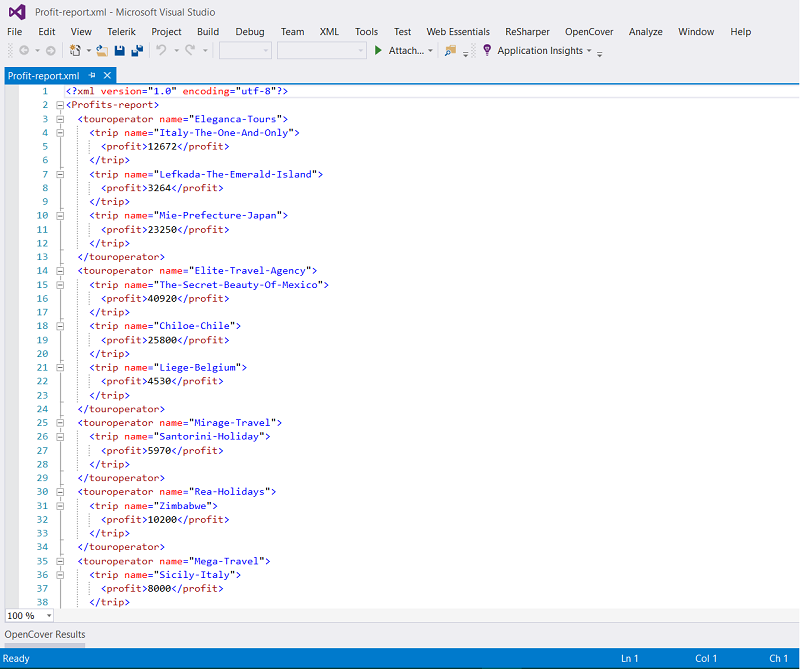 Profit-report.xml - Microsoft Visual Studio
File Edit View Telerik Project Build Debug Team XML Tools Test Web Essentials ReSharper OpenCover Analyze Window Help
Attach... Application Insights
Profit-report.xml
1 <?xml version="1.0" encoding="utf-8"?>
2 <Profits-report>
3 <touroperator name="Eleganca-Tours">
4 <trip name="Italy-The-One-And-Only">
5 <profit>12672</profit>
6 </trip>
7 <trip name="Lefkada-The-Emerald-Island">
8 <profit>3264</profit>
9 </trip>
10 <trip name="Mie-Prefecture-Japan">
11 <profit>23250</profit>
12 </trip>
13 </touroperator>
14 <touroperator name="Elite-Travel-Agency">
15 <trip name="The-Secret-Beauty-Of-Mexico">
16 <profit>40920</profit>
17 </trip>
18 <trip name="Chiloe-Chile">
19 <profit>25800</profit>
20 </trip>
21 <trip name="Liege-Belgium">
22 <profit>4530</profit>
23 </trip>
24 </touroperator>
25 <touroperator name="Mirage-Travel">
26 <trip name="Santorini-Holiday">
27 <profit>5970</profit>
28 </trip>
29 </touroperator>
30 <touroperator name="Rea-Holidays">
31 <trip name="Zimbabwe">
32 <profit>10200</profit>
33 </trip>
34 </touroperator>
35 <touroperator name="Mega-Travel">
36 <trip name="Sicily-Italy">
37 <profit>8000</profit>
38 </trip>
100 %
OpenCover Results
Ready Ln 1 Col 1 Ch 1